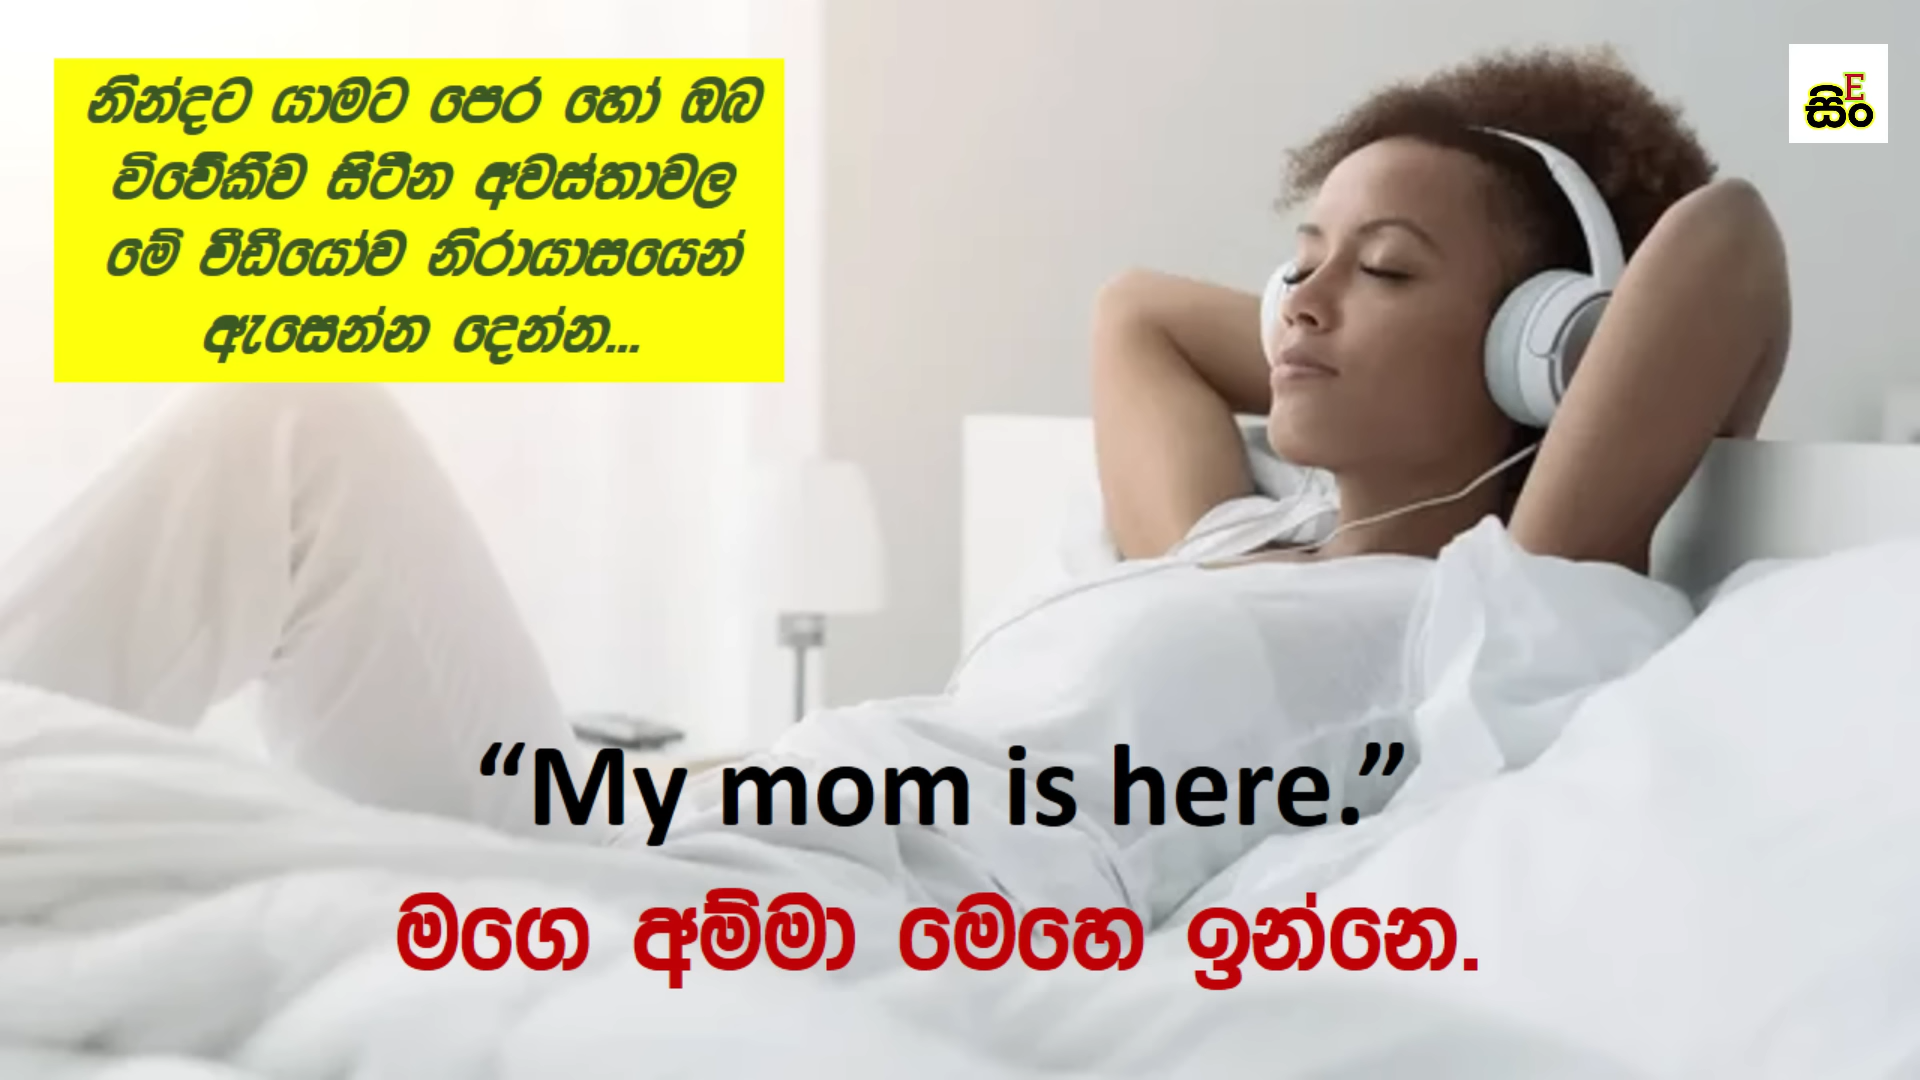 නින්දට යාමට පෙර හෝ ඔබ
විවේකීව සිටින අවස්තාවල
මේ වීඩියෝව නිරායාසයෙන්
ඇසෙන්න දෙන්න...
E
සිං
“My mom is here.”
මගෙ අම්මා මෙහෙ ඉන්නෙ.